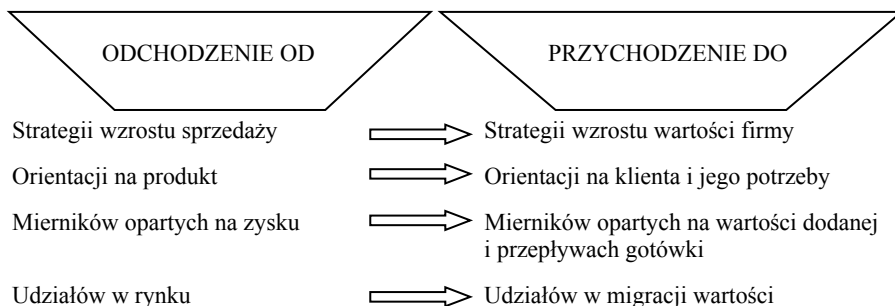 ODCHODZENIE OD
PRZYCHODZENIE DO
Strategii wzrostu sprzedaży
Strategii wzrostu wartości firmy
Orientacji na produkt
Orientacji na klienta i jego potrzeby
Mierników opartych na zysku
Mierników opartych na wartości dodanej
i przepływach gotówki
Udziałów w rynku
Udziałów w migracji wartości